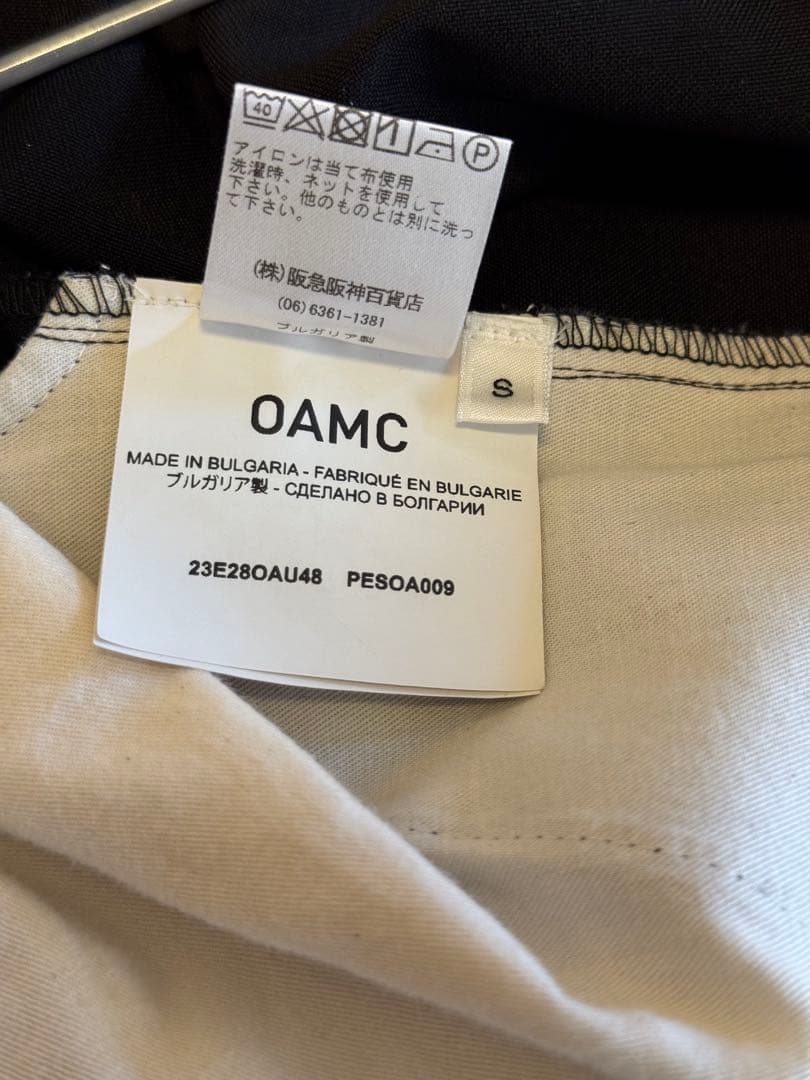 40
P
アイロンは当て布使用
洗濯時、ネットを使用して
下さい。他のものとは別に洗っ
て下さい。
(株)阪急阪神百貨店
(06)6361-1381
ブルガリア製
S
OAMC
MADE IN BULGARIA - FABRIQUÉ EN BULGARIE
ブルガリア製 - СДЕЛАНО В БОЛГАРИИ
23E28OAU48 PESOA009